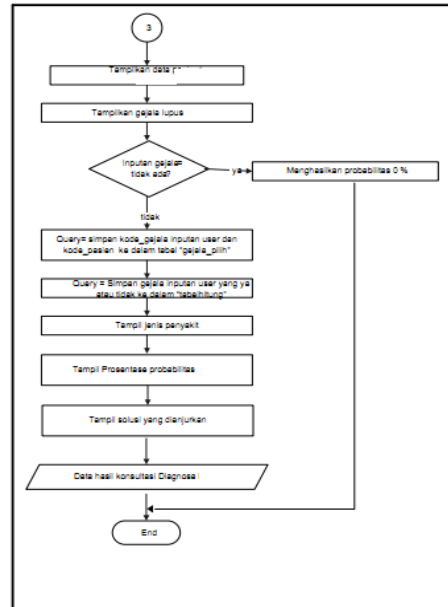 3
Tampilkan data
Tampilkan gejala lupus
Inputan gejala=
tidak ada?
ya
Menghasilkan probabilitas 0 %
tidak
Query= simpan kode_gejala inputan user dan
kode_pasien ke dalam tabel "gejala_pilih"
Query = Simpan gejala inputan user yang ya
atau tidak ke dalam "tabelhitung"
Tampil jenis penyakit
Tampil Prosentase probabilitas
Tampil solusi yang dianjurkan
Data hasil konsultasi Diagnosa
End